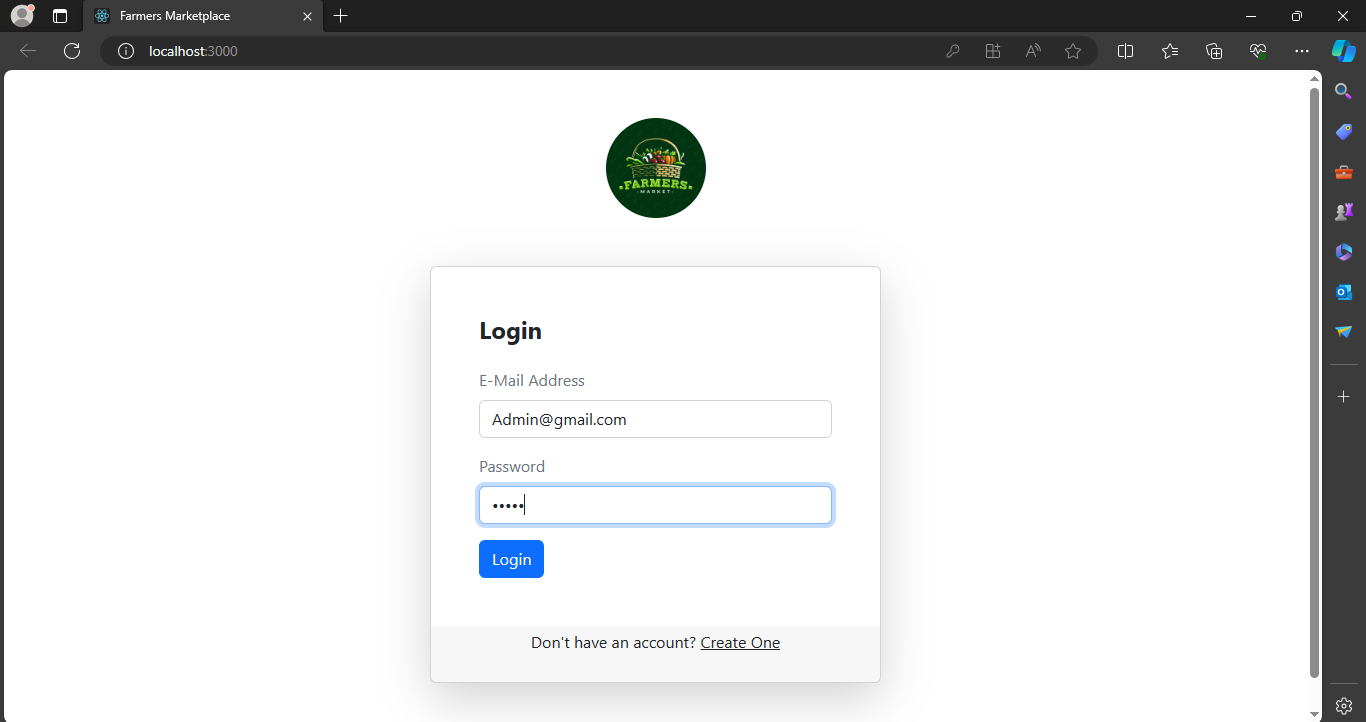 Farmers Marketplace
localhost:3000
FARMERS
MARKET
Login
E-Mail Address
Admin@gmail.com
Password
•••••
Login
Don't have an account? Create One